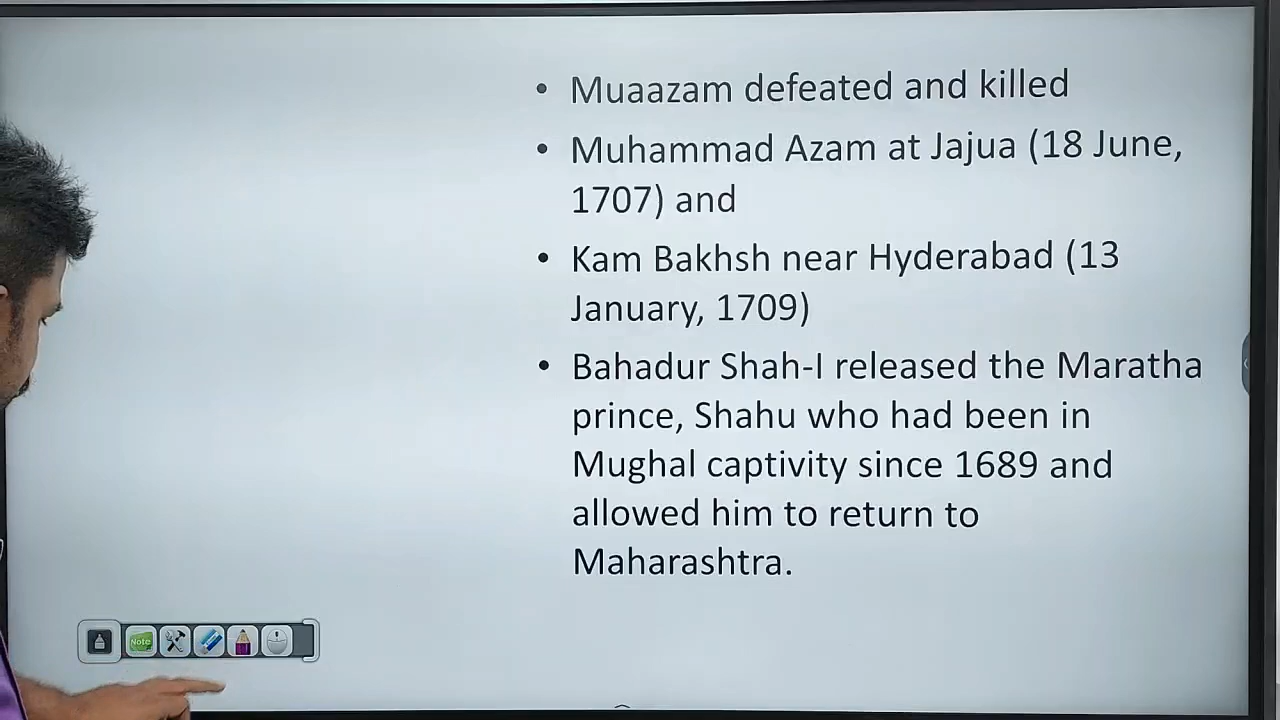 • Muaazam defeated and killed
• Muhammad Azam at Jajua (18 June,
1707) and
• Kam Bakhsh near Hyderabad (13
January, 1709)
• Bahadur Shah-I released the Maratha
prince, Shahu who had been in
Mughal captivity since 1689 and
allowed him to return to
Maharashtra.
Note